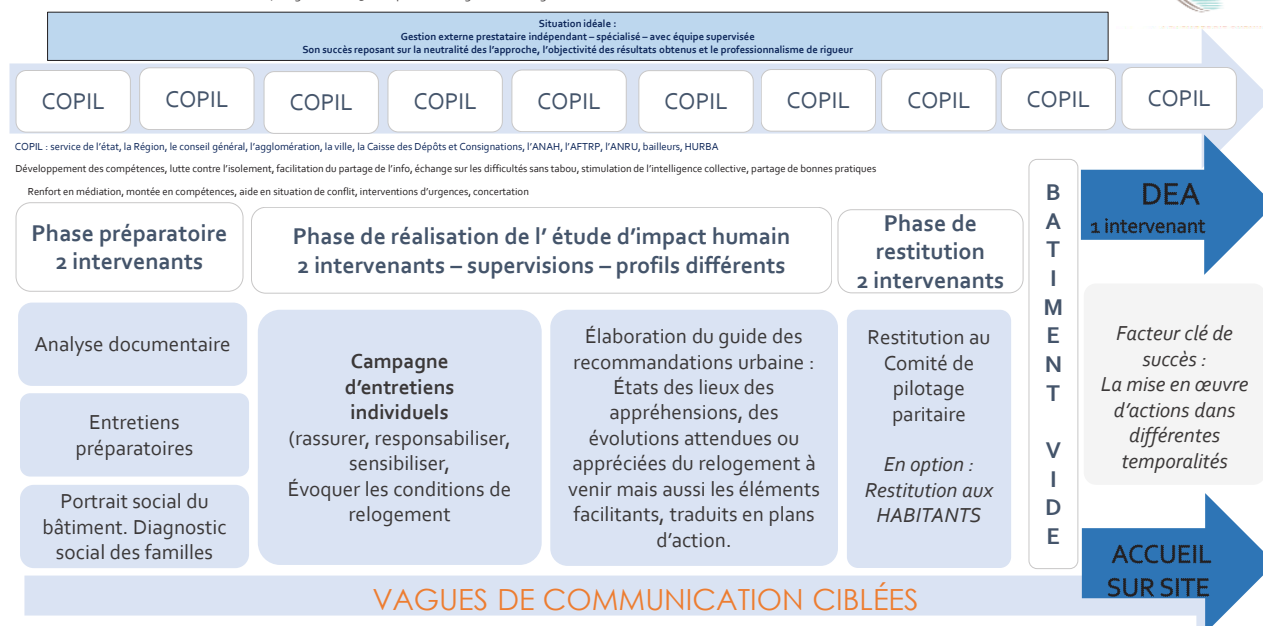 Situation idéale :
Gestion externe prestataire indépendant – spécialisé – avec équipe supervisée
Son succès reposant sur la neutralité des l'approche, l'objectivité des résultats obtenus et le professionnalisme de rigueur
COPIL
COPIL
COPIL
COPIL
COPIL
COPIL
COPIL
COPIL
COPIL
COPIL
COPIL : service de l'état, la Région, le conseil général, l'agglomération, la ville, la Caisse des Dépôts et Consignations, l'ANAH, l'AFTRP, l'ANRU, bailleurs, HURBA
Développement des compétences, lutte contre l'isolement, facilitation du partage de l'info, échange sur les difficultés sans tabou, stimulation de l'intelligence collective, partage de bonnes pratiques
Renfort en médiation, montée en compétences, aide en situation de conflit, interventions d'urgences, concertation
Phase préparatoire
2 intervenants
Phase de réalisation de l' étude d'impact humain
2 intervenants – supervisions – profils différents
Phase de
restitution
2 intervenants
Analyse documentaire
Entretiens
préparatoires
Portrait social du
bâtiment. Diagnostic
social des familles
Campagne
d'entretiens
individuels
(rassurer, responsabiliser,
sensibiliser,
Évoquer les conditions de
relogement
Élaboration du guide des
recommandations urbaine :
États des lieux des
appréhensions, des
évolutions attendues ou
appréciées du relogement à
venir mais aussi les éléments
facilitants, traduits en plans
d'action.
Restitution au
Comité de
pilotage
paritaire
En option :
Restitution aux
HABITANTS
B
A
T
I
M
E
N
T
V
I
D
E
DEA
1 intervenant
Facteur clé de
succès :
La mise en œuvre
d'actions dans
différentes
temporalités
ACCUEIL
SUR SITE
VAGUES DE COMMUNICATION CIBLÉES